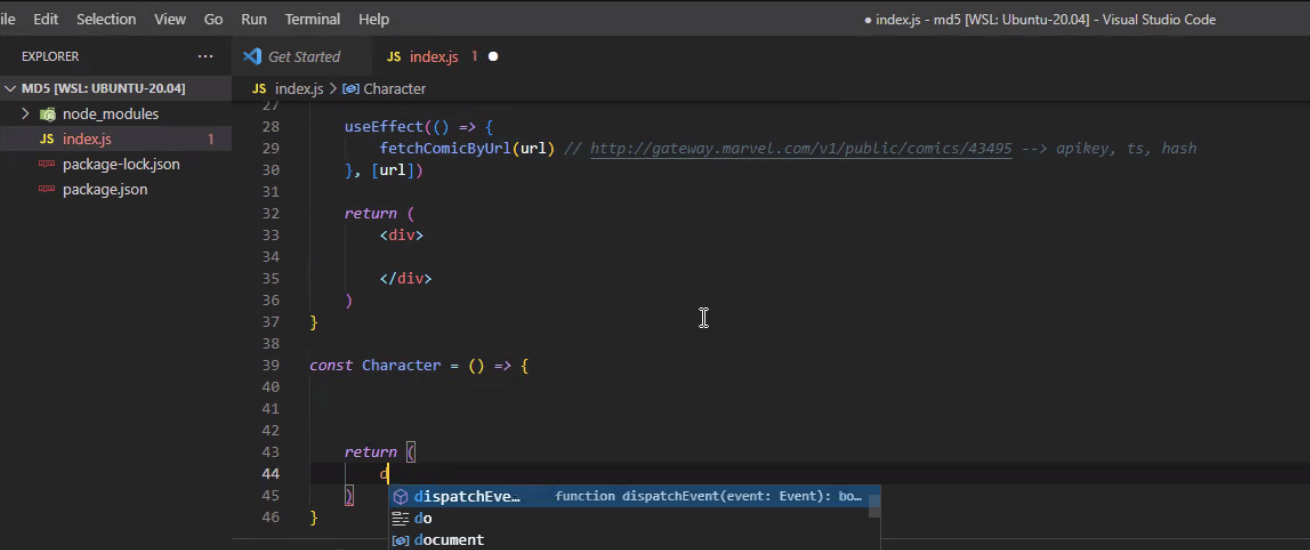 ile Edit Selection View Go Run Terminal Help ● index.js - md5 [WSL: Ubuntu-20.04] - Visual Studio Code
EXPLORER ··· Get Started JS index.js 1 ●
MD5 [WSL: UBUNTU-20.04] JS index.js > Character
node_modules
JS index.js 1
package-lock.json
package.json
27
28 useEffect(() => {
29 fetchComicByUrl(url) // http://gateway.marvel.com/v1/public/comics/43495 --> apikey, ts, hash
30 }, [url])
31
32 return (
33 <div>
34
35 </div>
36 )
37 }
38
39 const Character = () => {
40
41
42
43 return (
44 d
dispatchEve… function dispatchEvent(event: Event): bo…
45 )
do
46 }
document